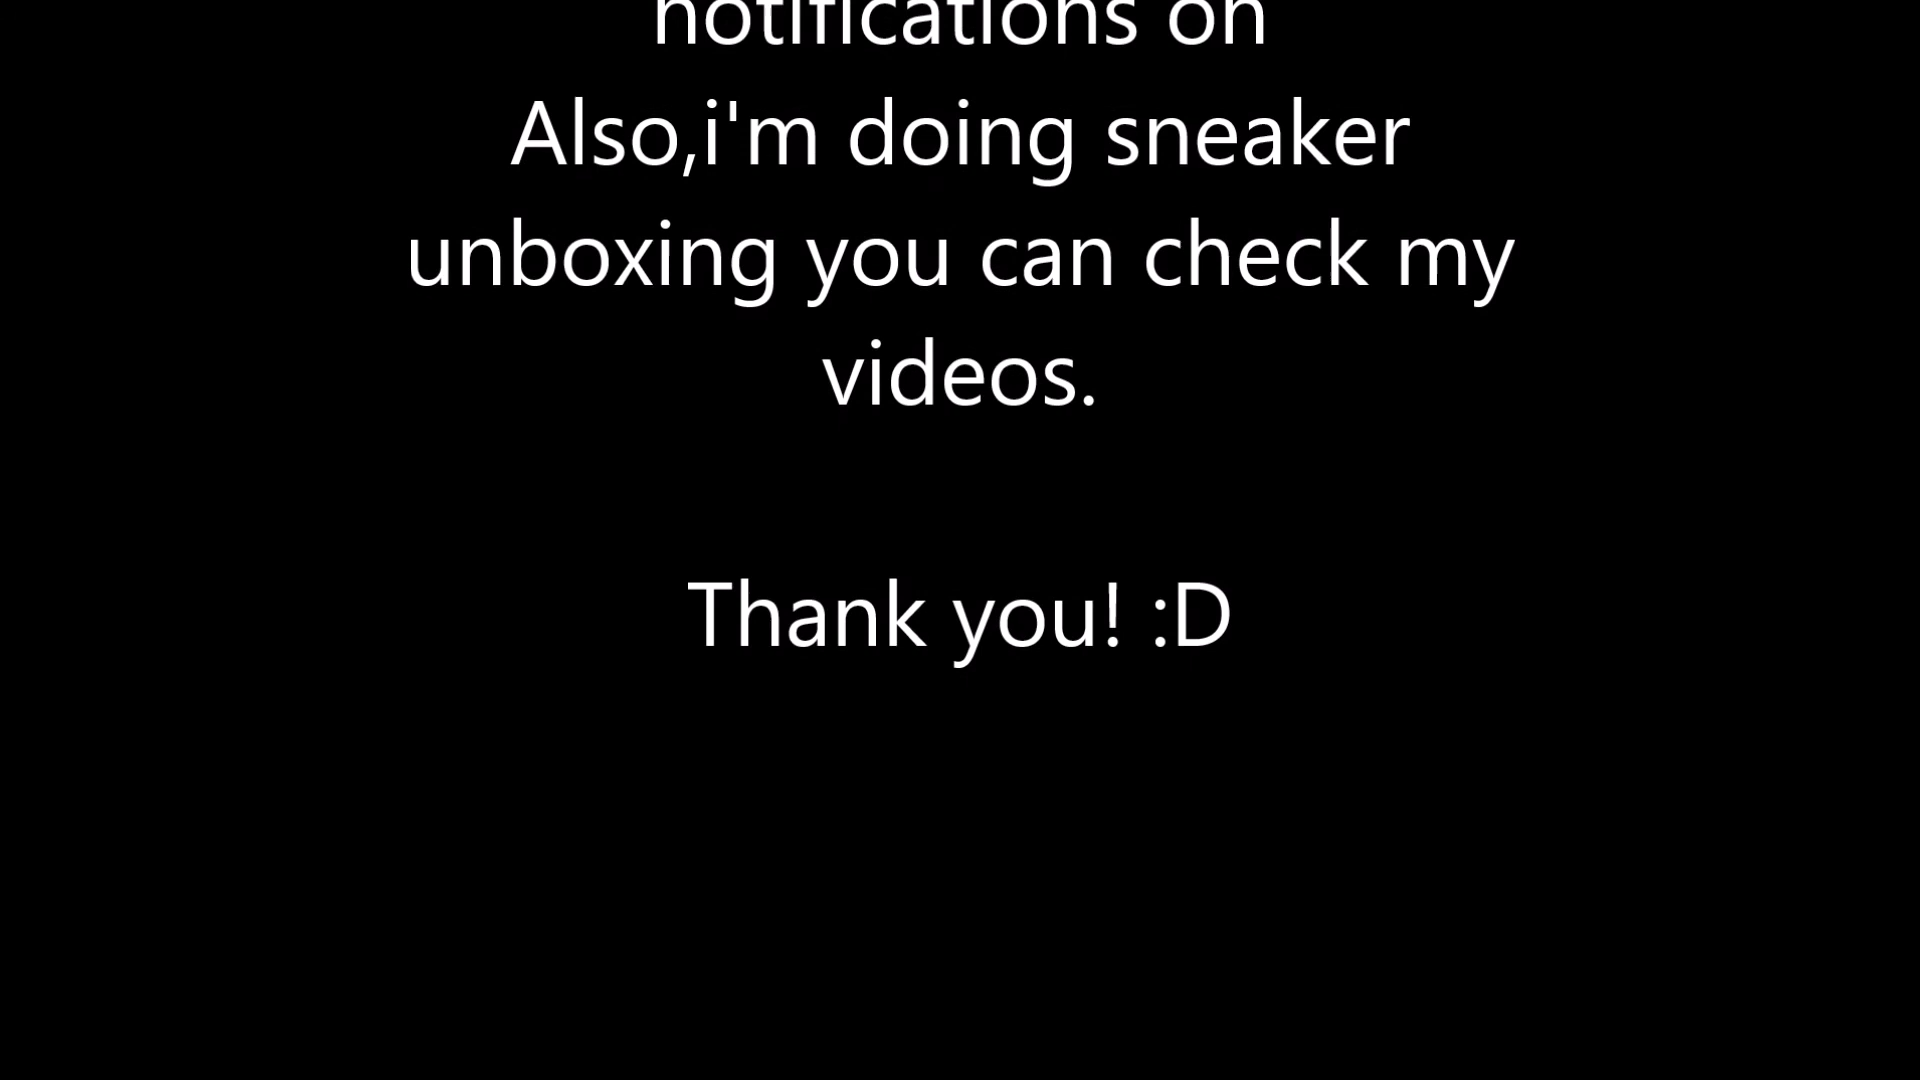 notifications on
Also,i'm doing sneaker
unboxing you can check my
videos.
Thank you! :D